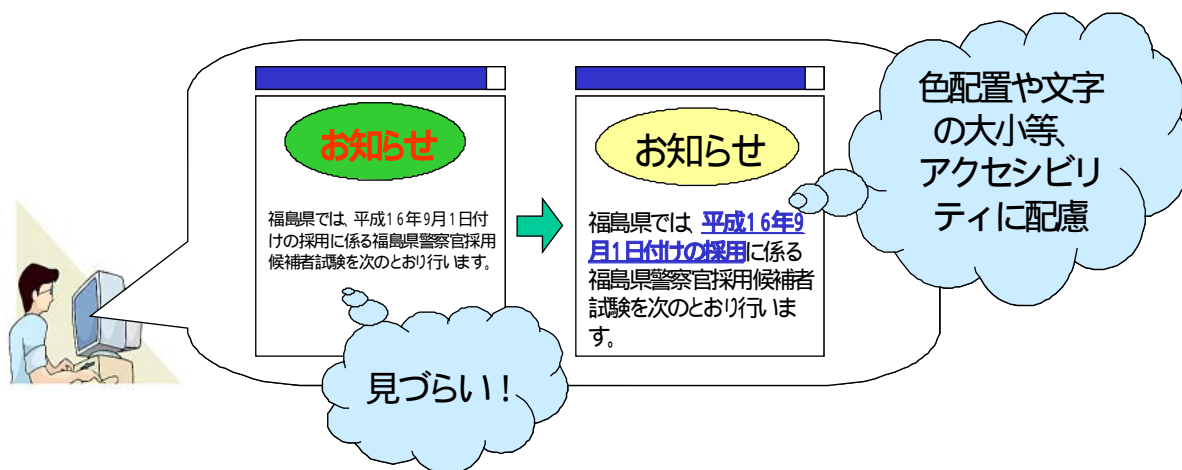 お知らせ
福島県では、平成16年9月1日付
けの採用に係る福島県警察官採用
候補者試験を次のとおり行います。
見づらい！
お知らせ
福島県では、平成16年9
月1日付けの採用に係る
福島県警察官採用候補者
試験を次のとおり行いま
す。
色配置や文字
の大小等、
アクセシビリ
ティに配慮